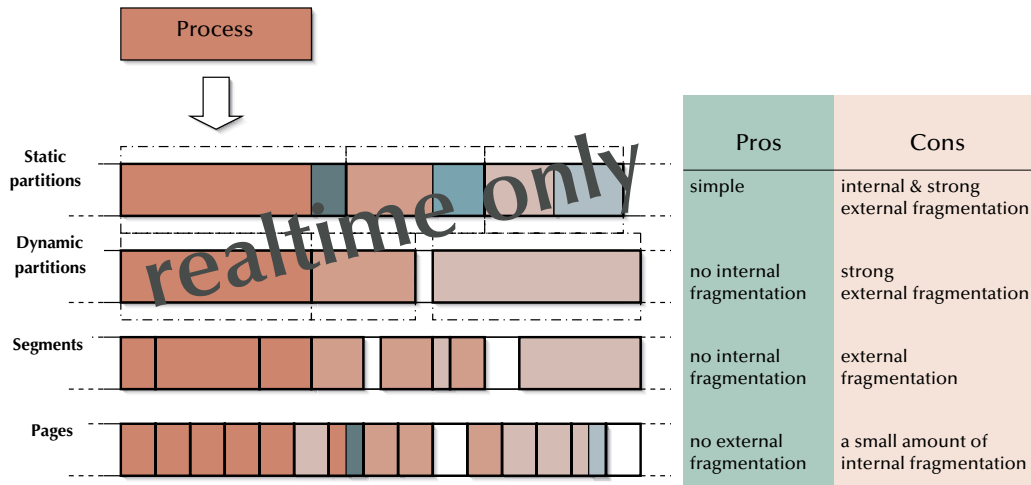 Process
Pros
Cons
Static
partitions
simple
internal & strong
external fragmentation
Dynamic
partitions
no internal
fragmentation
strong
external fragmentation
realtime only
Segments
no internal
fragmentation
external
fragmentation
Pages
no external
fragmentation
a small amount of
internal fragmentation